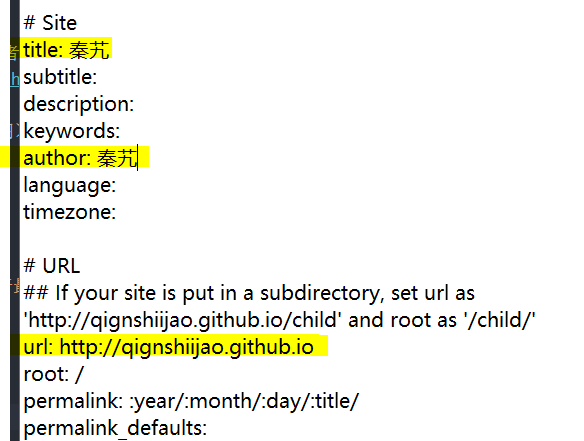 # Site
title: 秦艽
subtitle:
description:
keywords:
author: 秦艽
language:
timezone:
# URL
## If your site is put in a subdirectory, set url as
'http://qignshiijao.github.io/child' and root as '/child/'
url: http://qignshiijao.github.io
root: /
permalink: :year/:month/:day/:title/
permalink_defaults: